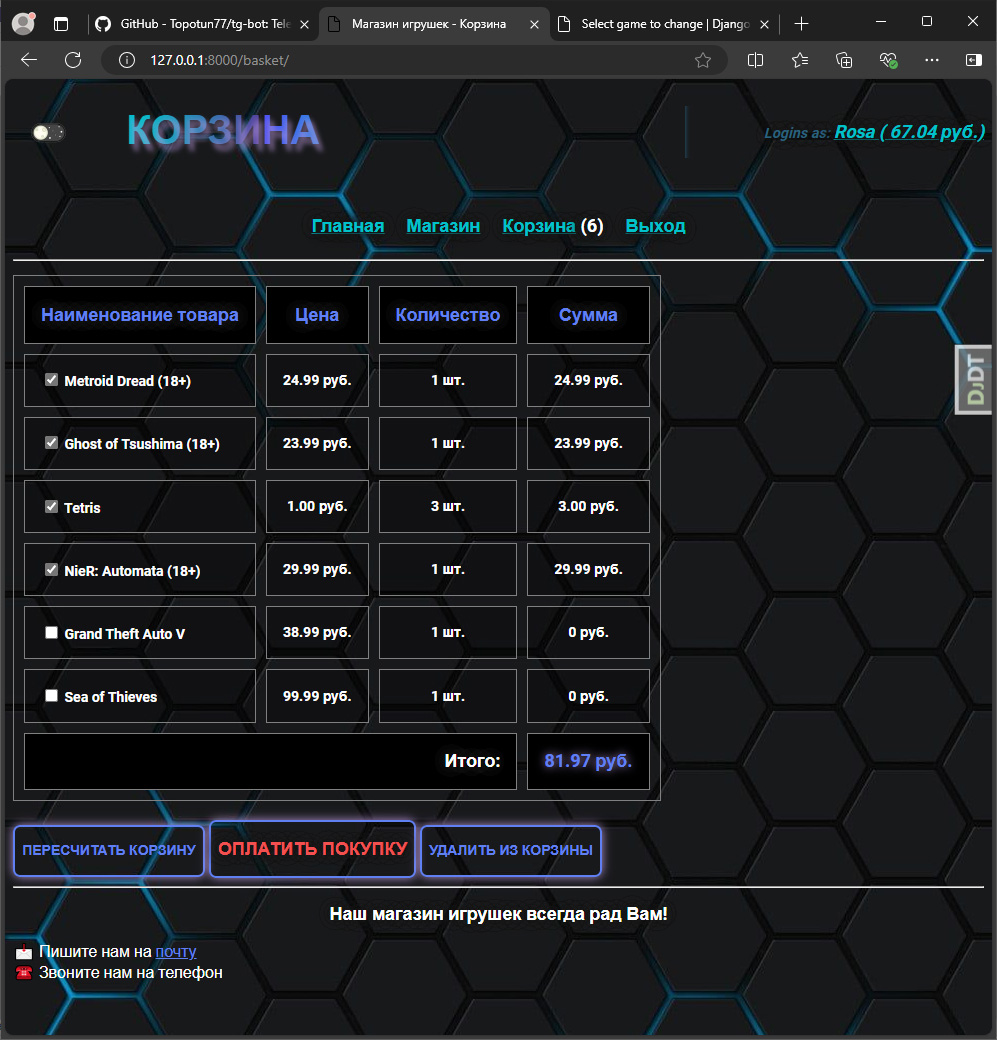 GitHub - Topotun77/tg-bot: Tele
Магазин игрушек - Корзина
Select game to change | Django
127.0.0.1:8000/basket/
КОРЗИНА
Logins as: Rosa ( 67.04 руб.)
Главная Магазин Корзина (6) Выход
Наименование товара Цена Количество Сумма
Metroid Dread (18+) 24.99 руб. 1 шт. 24.99 руб.
Ghost of Tsushima (18+) 23.99 руб. 1 шт. 23.99 руб.
Tetris 1.00 руб. 3 шт. 3.00 руб.
NieR: Automata (18+) 29.99 руб. 1 шт. 29.99 руб.
Grand Theft Auto V 38.99 руб. 1 шт. 0 руб.
Sea of Thieves 99.99 руб. 1 шт. 0 руб.
Итого: 81.97 руб.
DJDT
ПЕРЕСЧИТАТЬ КОРЗИНУ ОПЛАТИТЬ ПОКУПКУ УДАЛИТЬ ИЗ КОРЗИНЫ
Наш магазин игрушек всегда рад Вам!
Пишите нам на почту
Звоните нам на телефон